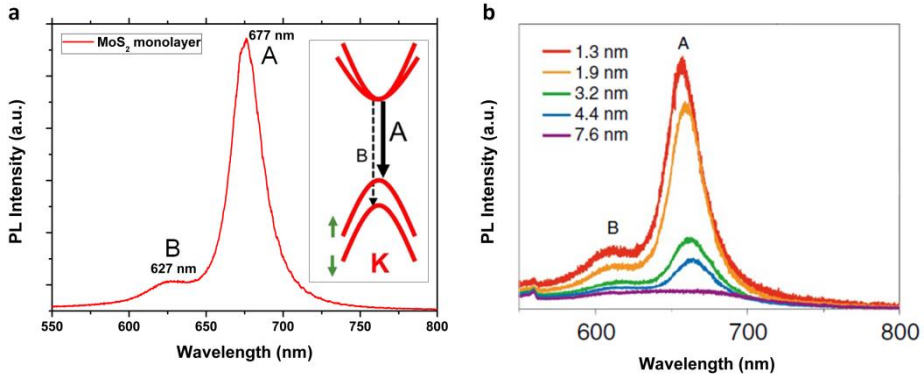 a
MoS₂ monolayer
677 nm
A
B
627 nm
A
B
K
PL Intensity (a.u.)
550 600 650 700 750 800
Wavelength (nm)
b
1.3 nm
1.9 nm
3.2 nm
4.4 nm
7.6 nm
A
B
PL Intensity (a.u.)
600 700 800
Wavelength (nm)